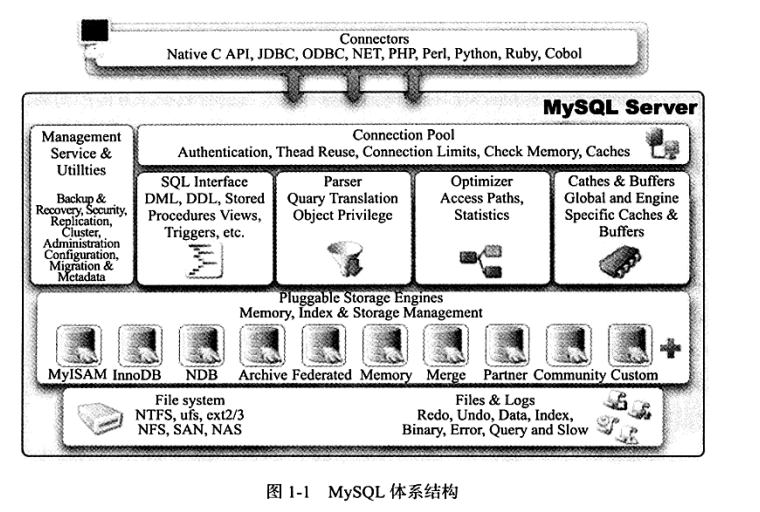 Connectors
Native C API, JDBC, ODBC, NET, PHP, Perl, Python, Ruby, Cobol
MySQL Server
Management
Service &
Utillties
Backup &
Recovery, Security,
Replication,
Cluster,
Administration
Configuration,
Migration &
Metadata
Connection Pool
Authentication, Thead Reuse, Connection Limits, Check Memory, Caches
SQL Interface
DML, DDL, Stored
Procedures Views,
Triggers, etc.
Parser
Quary Translation
Object Privilege
Optimizer
Access Paths,
Statistics
Cathes & Buffers
Global and Engine
Specific Caches &
Buffers
Pluggable Storage Engines
Memory, Index & Storage Management
MyISAM InnoDB NDB Archive Federated Memory Merge Partner Community Custom
File system
NTFS, ufs, ext2/3
NFS, SAN, NAS
Files & Logs
Redo, Undo, Data, Index,
Binary, Error, Query and Slow
图 1-1 MySQL 体系结构